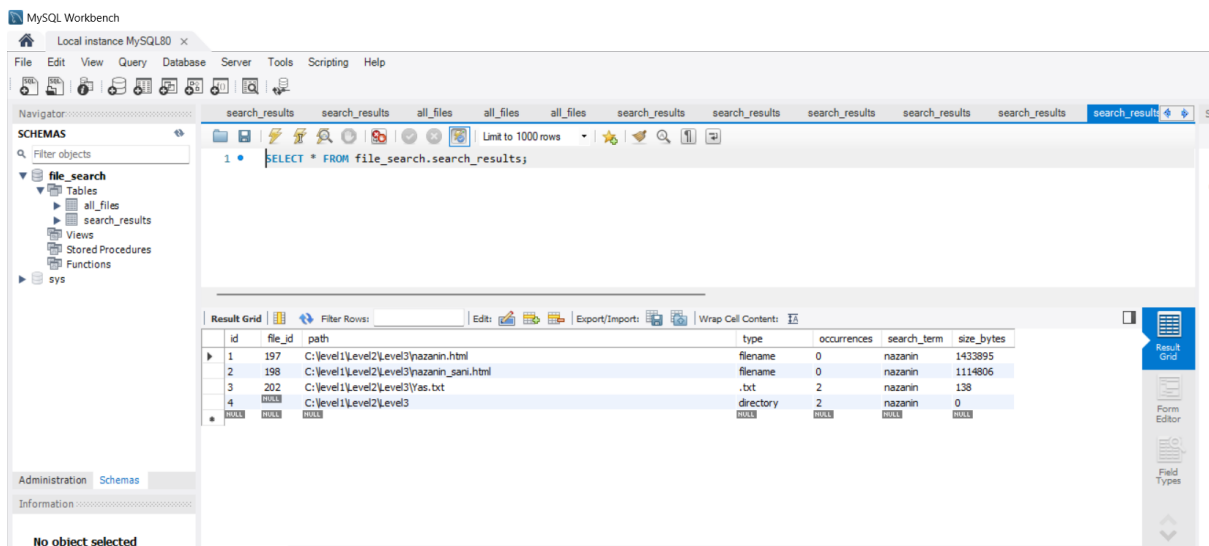 MySQL Workbench
Local instance MySQL80 ×
File Edit View Query Database Server Tools Scripting Help
Navigator
search_results search_results all_files all_files all_files search_results search_results search_results search_results search_results search_results
SCHEMAS
Limit to 1000 rows
Filter objects
1 SELECT * FROM file_search.search_results;
file_search
Tables
all_files
search_results
Views
Stored Procedures
Functions
sys
Result Grid Filter Rows: Edit: Export/Import: Wrap Cell Content:
id file_id path type occurrences search_term size_bytes
1 197 C:\level1\Level2\Level3\nazanin.html filename 0 nazanin 1433895
2 198 C:\level1\Level2\Level3\nazanin_sani.html filename 0 nazanin 1114806
3 202 C:\level1\Level2\Level3\Yas.txt .txt 2 nazanin 138
4 NULL C:\level1\Level2\Level3 directory 2 nazanin 0
NULL NULL NULL NULL NULL NULL NULL
Result Grid
Form Editor
Field Types
Administration Schemas
Information
No object selected